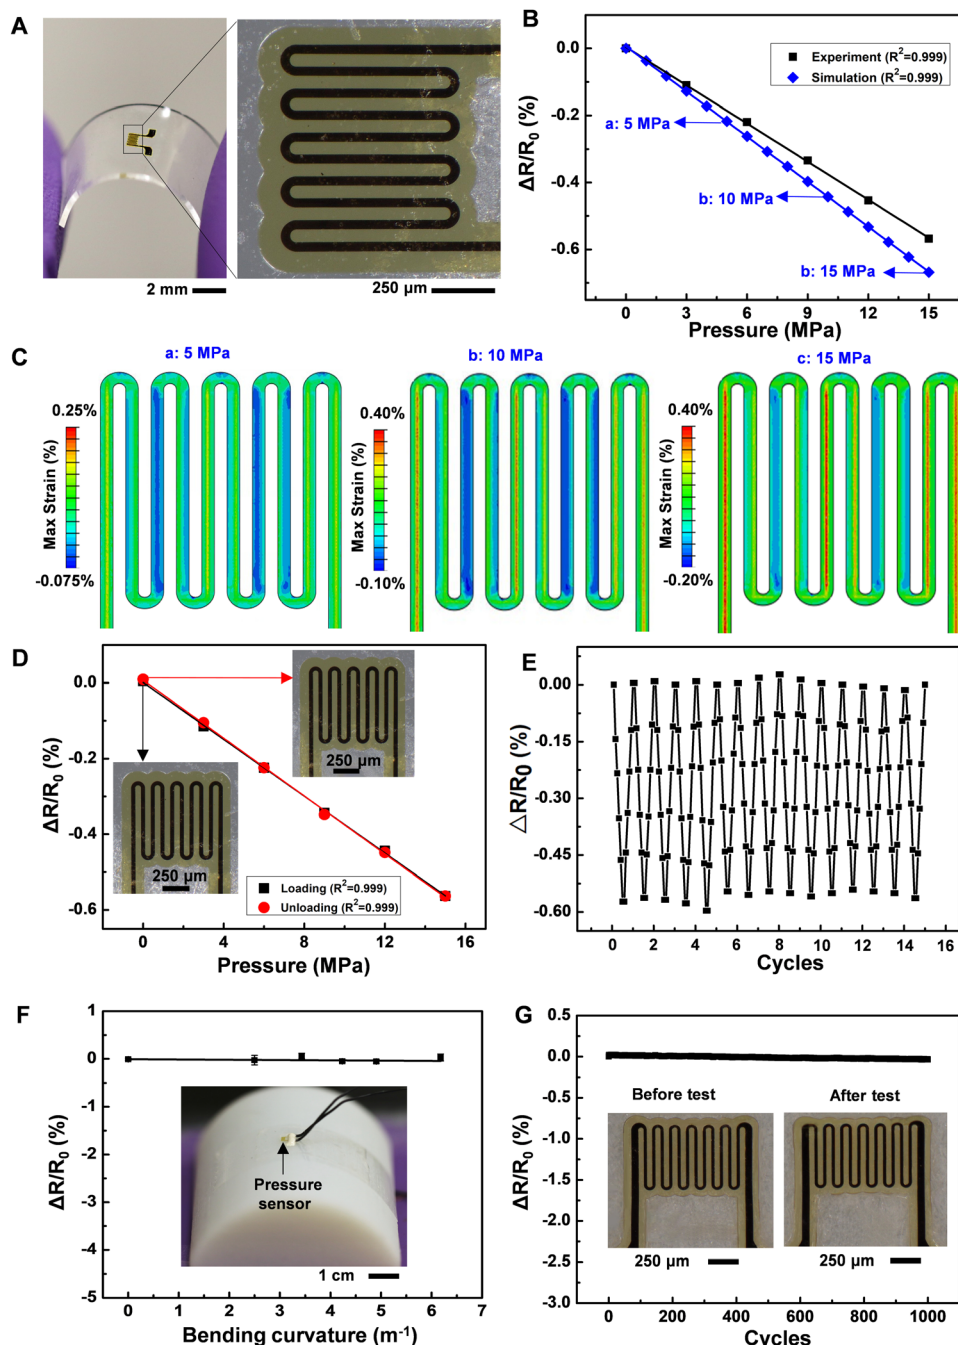 A
2 mm
250 µm
B
ΔR/R0 (%)
0.0
-0.2
-0.4
-0.6
Experiment (R2=0.999)
Simulation (R2=0.999)
a: 5 MPa
b: 10 MPa
b: 15 MPa
0 3 6 9 12 15
Pressure (MPa)
C
a: 5 MPa
b: 10 MPa
c: 15 MPa
0.25%
Max Strain (%)
-0.075%
0.40%
Max Strain (%)
-0.10%
0.40%
Max Strain (%)
-0.20%
D
ΔR/R0 (%)
0.0
-0.2
-0.4
-0.6
250 µm
250 µm
Loading (R2=0.999)
Unloading (R2=0.999)
0 4 8 12 16
Pressure (MPa)
E
△R/R0 (%)
0.00
-0.15
-0.30
-0.45
-0.60
0 2 4 6 8 10 12 14 16
Cycles
F
ΔR/R0 (%)
1
0
-1
-2
-3
-4
-5
Pressure
sensor
1 cm
0 1 2 3 4 5 6 7
Bending curvature (m-1)
G
ΔR/R0 (%)
0.5
0.0
-0.5
-1.0
-1.5
-2.0
-2.5
-3.0
Before test
After test
250 µm
250 µm
0 200 400 600 800 1000
Cycles